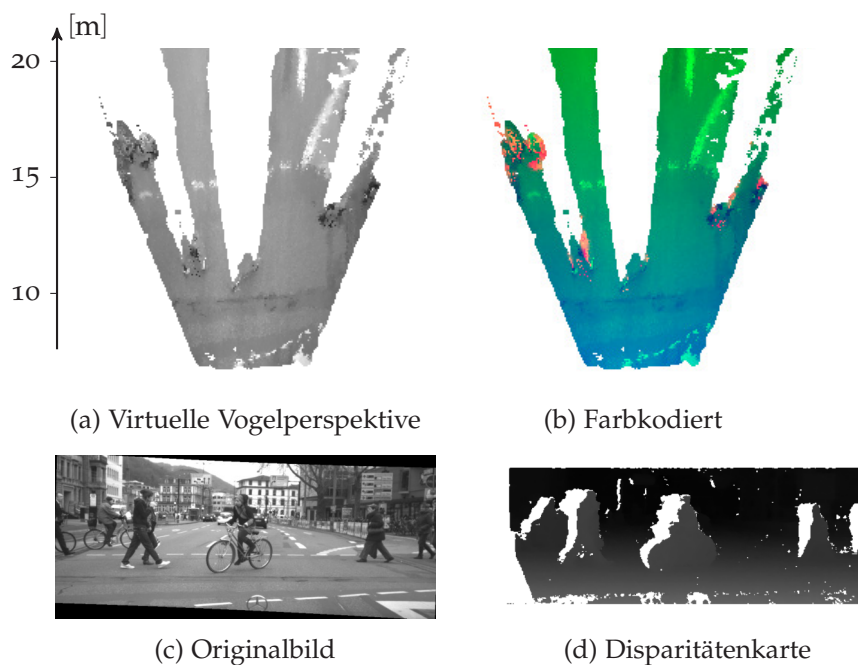 [m]
20
15
10
(a) Virtuelle Vogelperspektive
(b) Farbkodiert
(c) Originalbild
(d) Disparitätenkarte